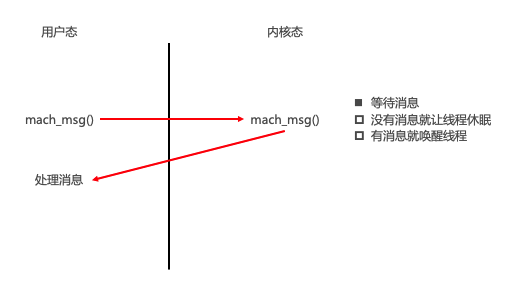 用户态
内核态
mach_msg()
mach_msg()
等待消息
没有消息就让线程休眠
有消息就唤醒线程
处理消息